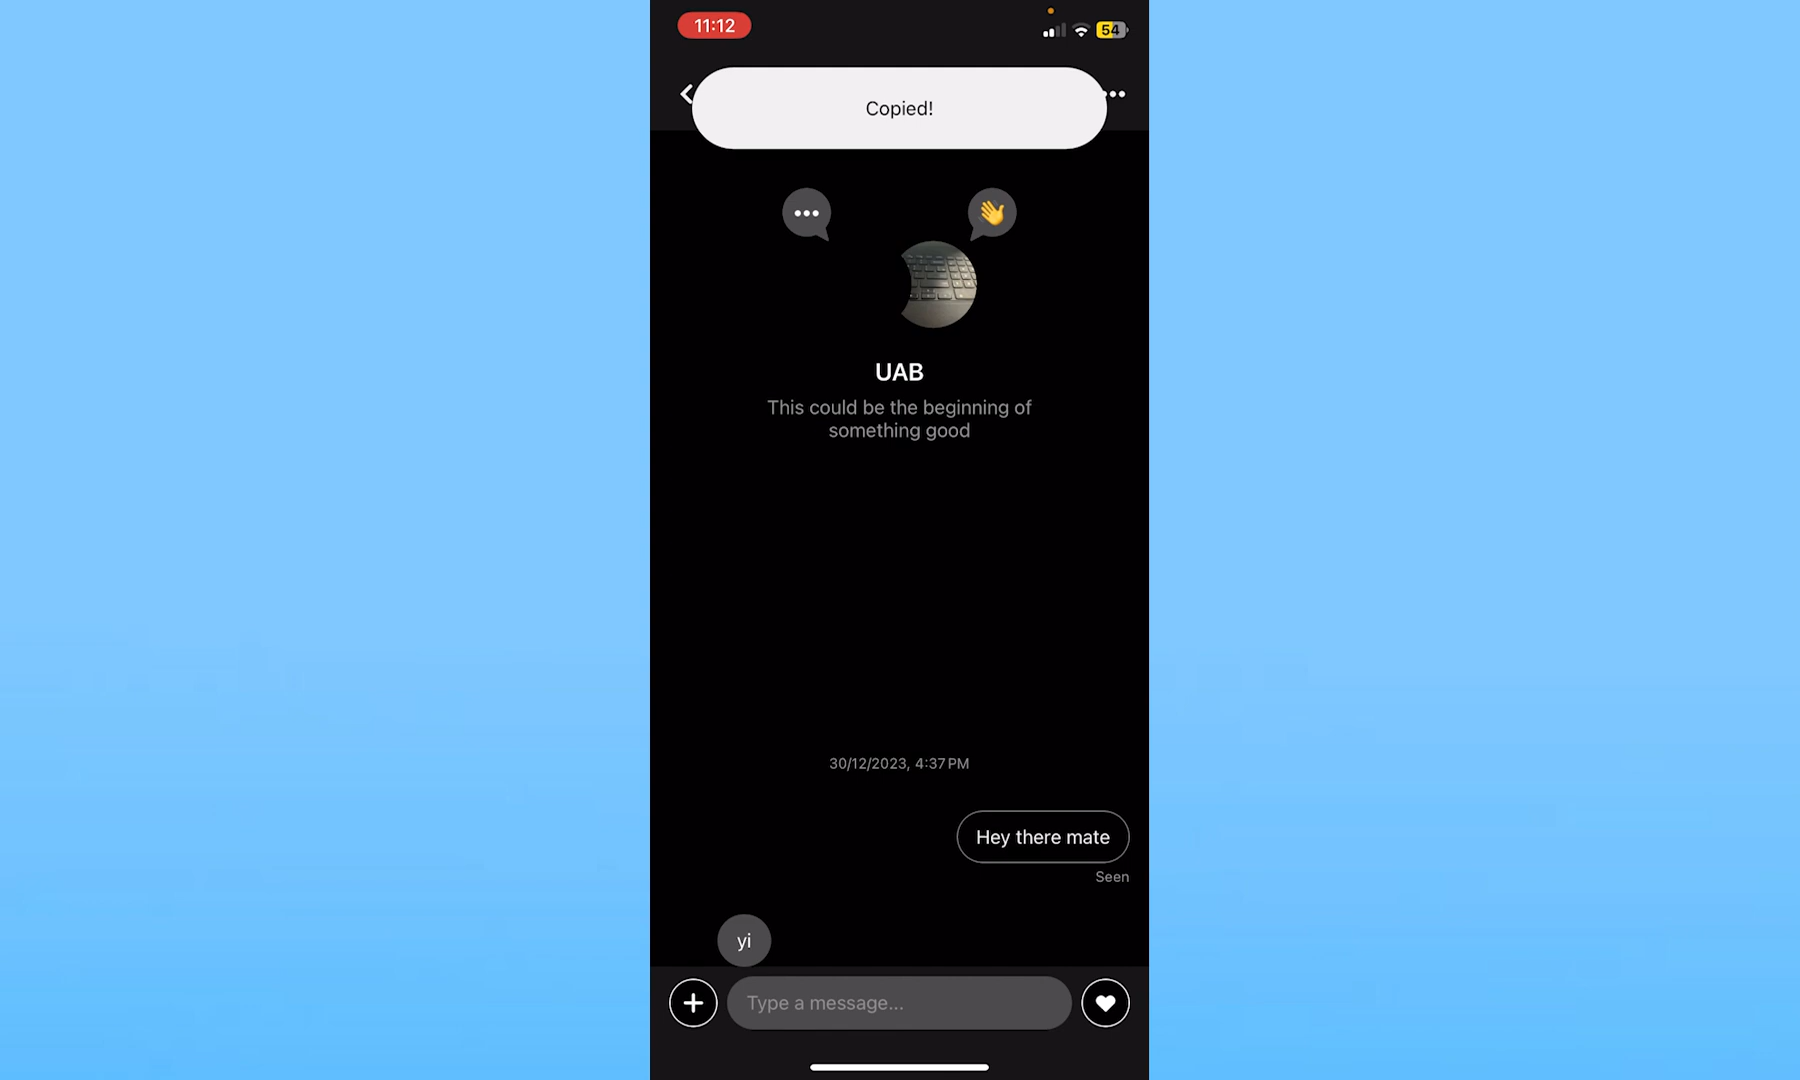 11:12
54
Copied!
UAB
This could be the beginning of
something good
30/12/2023, 4:37 PM
Hey there mate
Seen
yi
Type a message...